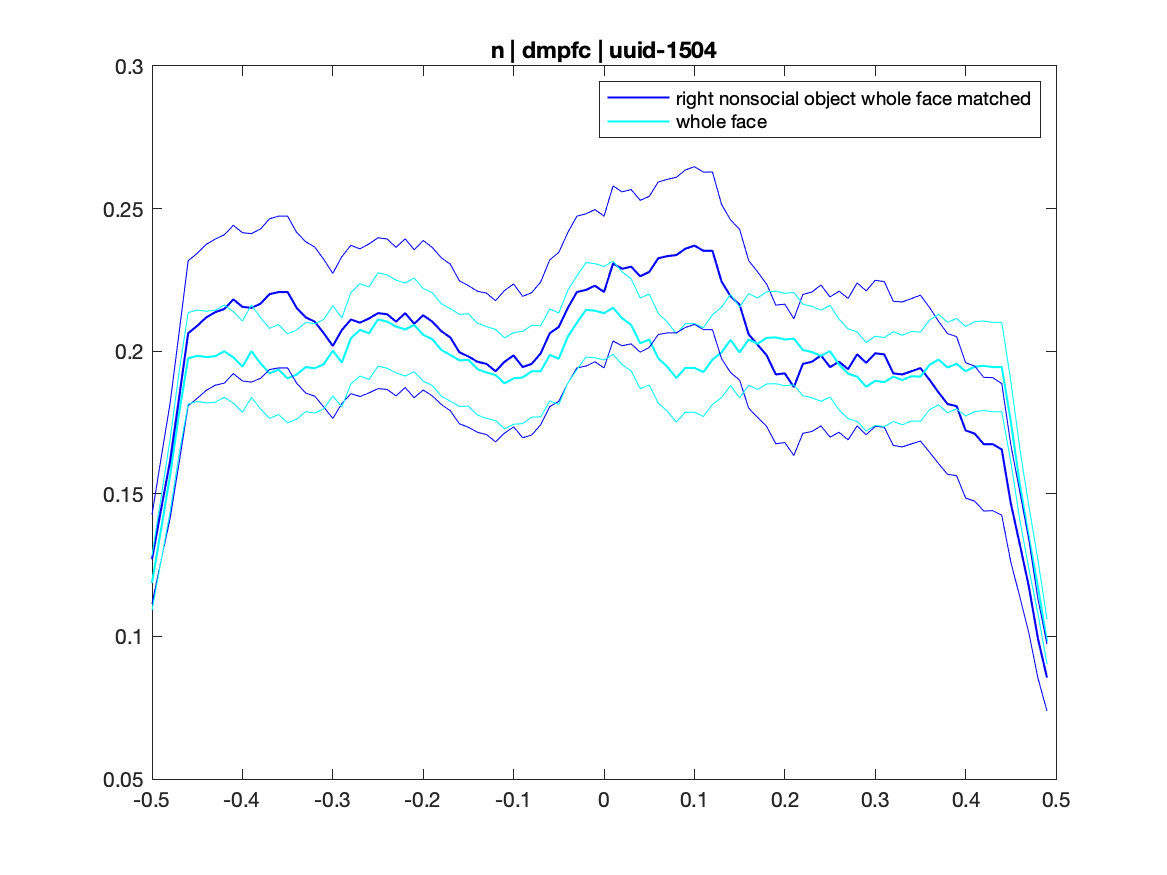 n | dmpfc | uuid-1504
right nonsocial object whole face matched
whole face
0.3
0.25
0.2
0.15
0.1
0.05
-0.5 -0.4 -0.3 -0.2 -0.1 0 0.1 0.2 0.3 0.4 0.5